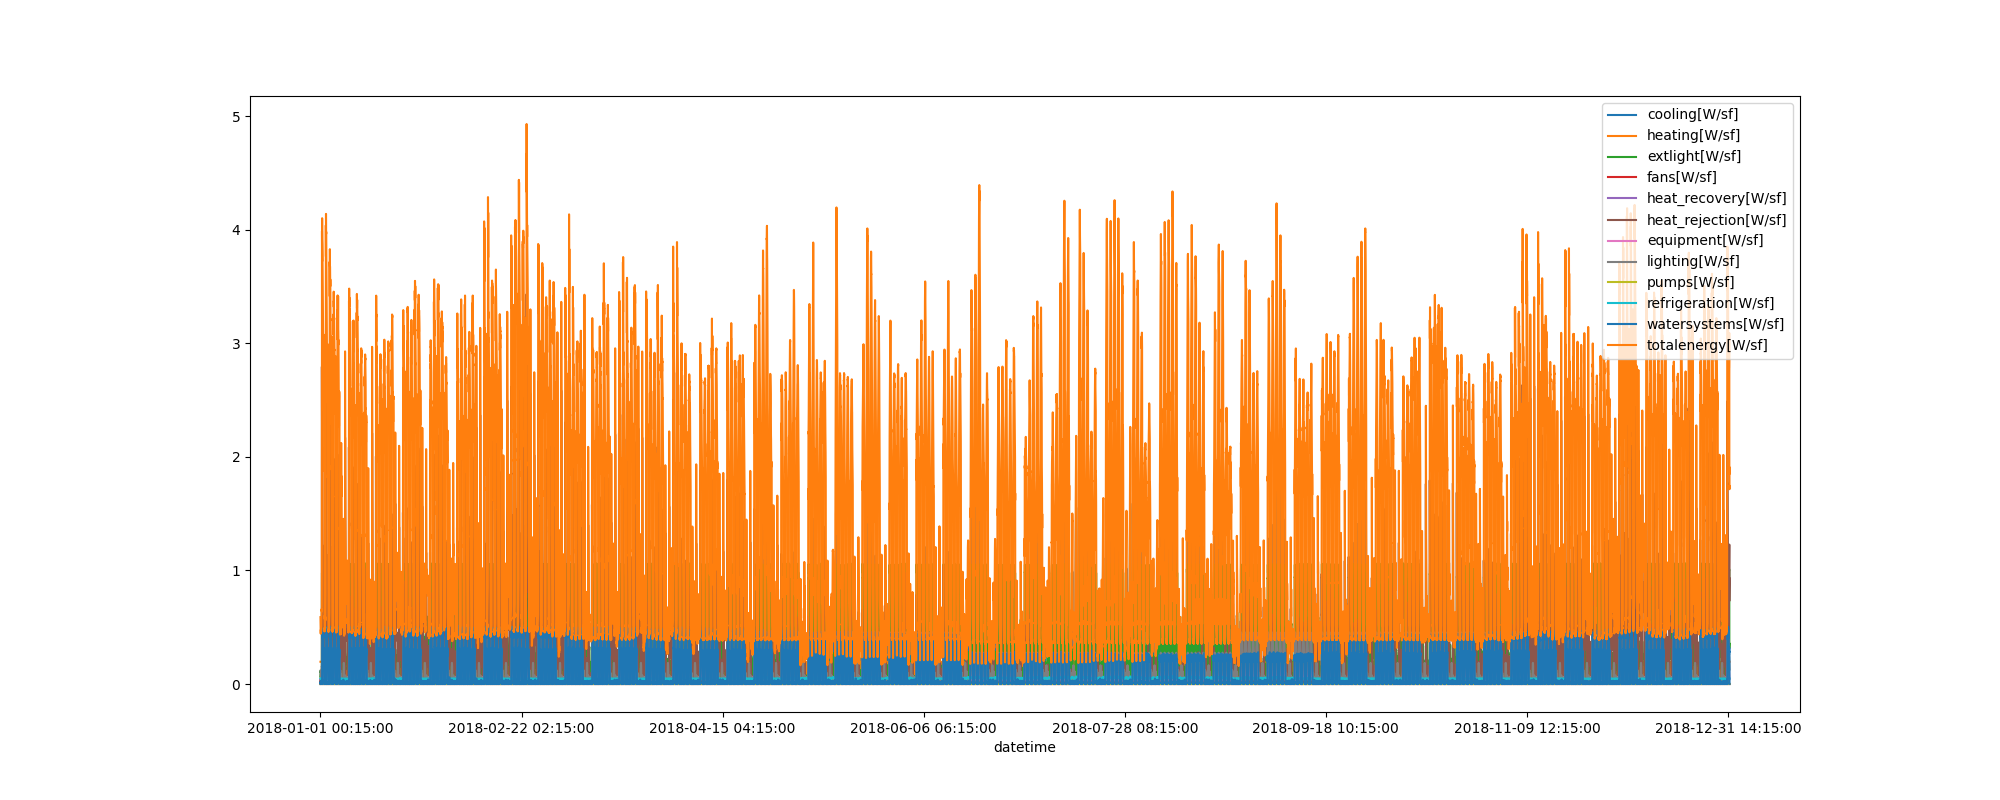 5
4
3
2
1
0
cooling[W/sf]
heating[W/sf]
extlight[W/sf]
fans[W/sf]
heat_recovery[W/sf]
heat_rejection[W/sf]
equipment[W/sf]
lighting[W/sf]
pumps[W/sf]
refrigeration[W/sf]
watersystems[W/sf]
totalenergy[W/sf]
2018-01-01 00:15:00 2018-02-22 02:15:00 2018-04-15 04:15:00 2018-06-06 06:15:00 2018-07-28 08:15:00 2018-09-18 10:15:00 2018-11-09 12:15:00 2018-12-31 14:15:00
datetime